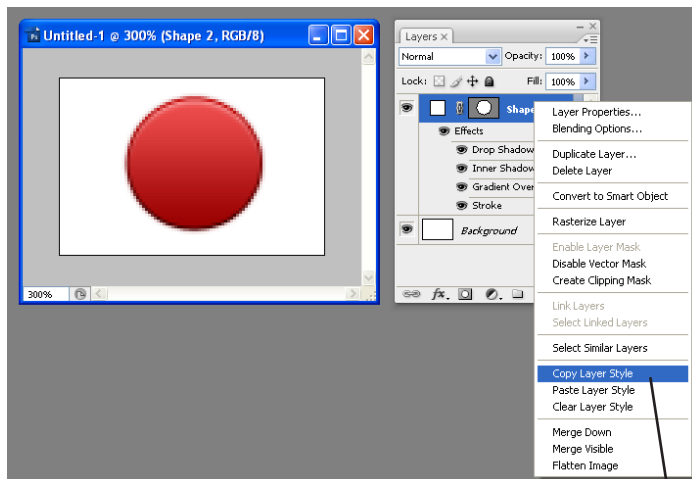 Untitled-1 @ 300% (Shape 2, RGB/8)
300%
Layers ×
Normal Opacity: 100%
Lock: Fill: 100%
Shape
Effects
Drop Shadow
Inner Shadow
Gradient Over
Stroke
Background
fx.
Layer Properties...
Blending Options...
Duplicate Layer...
Delete Layer
Convert to Smart Object
Rasterize Layer
Enable Layer Mask
Disable Vector Mask
Create Clipping Mask
Link Layers
Select Linked Layers
Select Similar Layers
Copy Layer Style
Paste Layer Style
Clear Layer Style
Merge Down
Merge Visible
Flatten Image